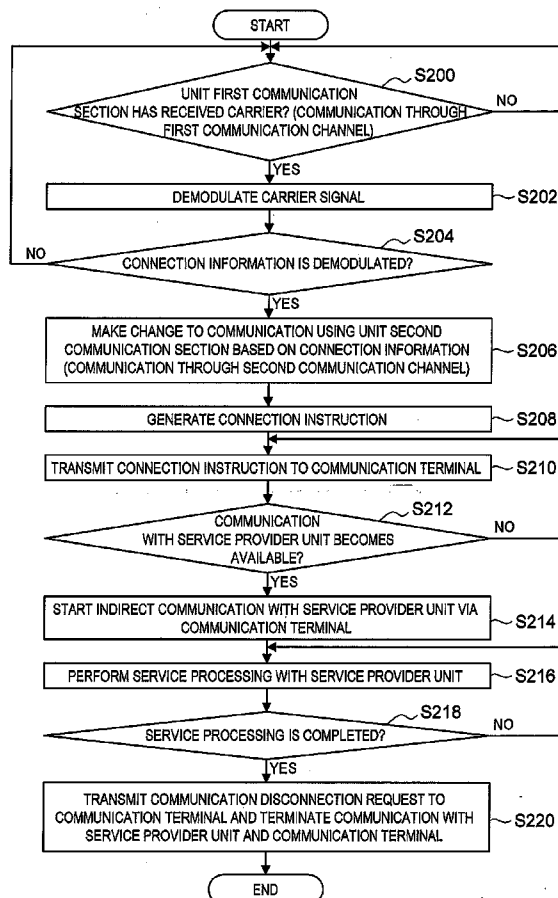 START
S200
UNIT FIRST COMMUNICATION
SECTION HAS RECEIVED CARRIER? (COMMUNICATION THROUGH
FIRST COMMUNICATION CHANNEL)
NO
YES
DEMODULATE CARRIER SIGNAL
S202
S204
NO
CONNECTION INFORMATION IS DEMODULATED?
YES
MAKE CHANGE TO COMMUNICATION USING UNIT SECOND
COMMUNICATION SECTION BASED ON CONNECTION INFORMATION
(COMMUNICATION THROUGH SECOND COMMUNICATION CHANNEL)
S206
GENERATE CONNECTION INSTRUCTION
S208
TRANSMIT CONNECTION INSTRUCTION TO COMMUNICATION TERMINAL
S210
S212
COMMUNICATION
WITH SERVICE PROVIDER UNIT BECOMES
AVAILABLE?
NO
YES
START INDIRECT COMMUNICATION WITH SERVICE PROVIDER UNIT VIA
COMMUNICATION TERMINAL
S214
PERFORM SERVICE PROCESSING WITH SERVICE PROVIDER UNIT
S216
S218
SERVICE PROCESSING IS COMPLETED?
NO
YES
TRANSMIT COMMUNICATION DISCONNECTION REQUEST TO
COMMUNICATION TERMINAL AND TERMINATE COMMUNICATION WITH
SERVICE PROVIDER UNIT AND COMMUNICATION TERMINAL
S220
END